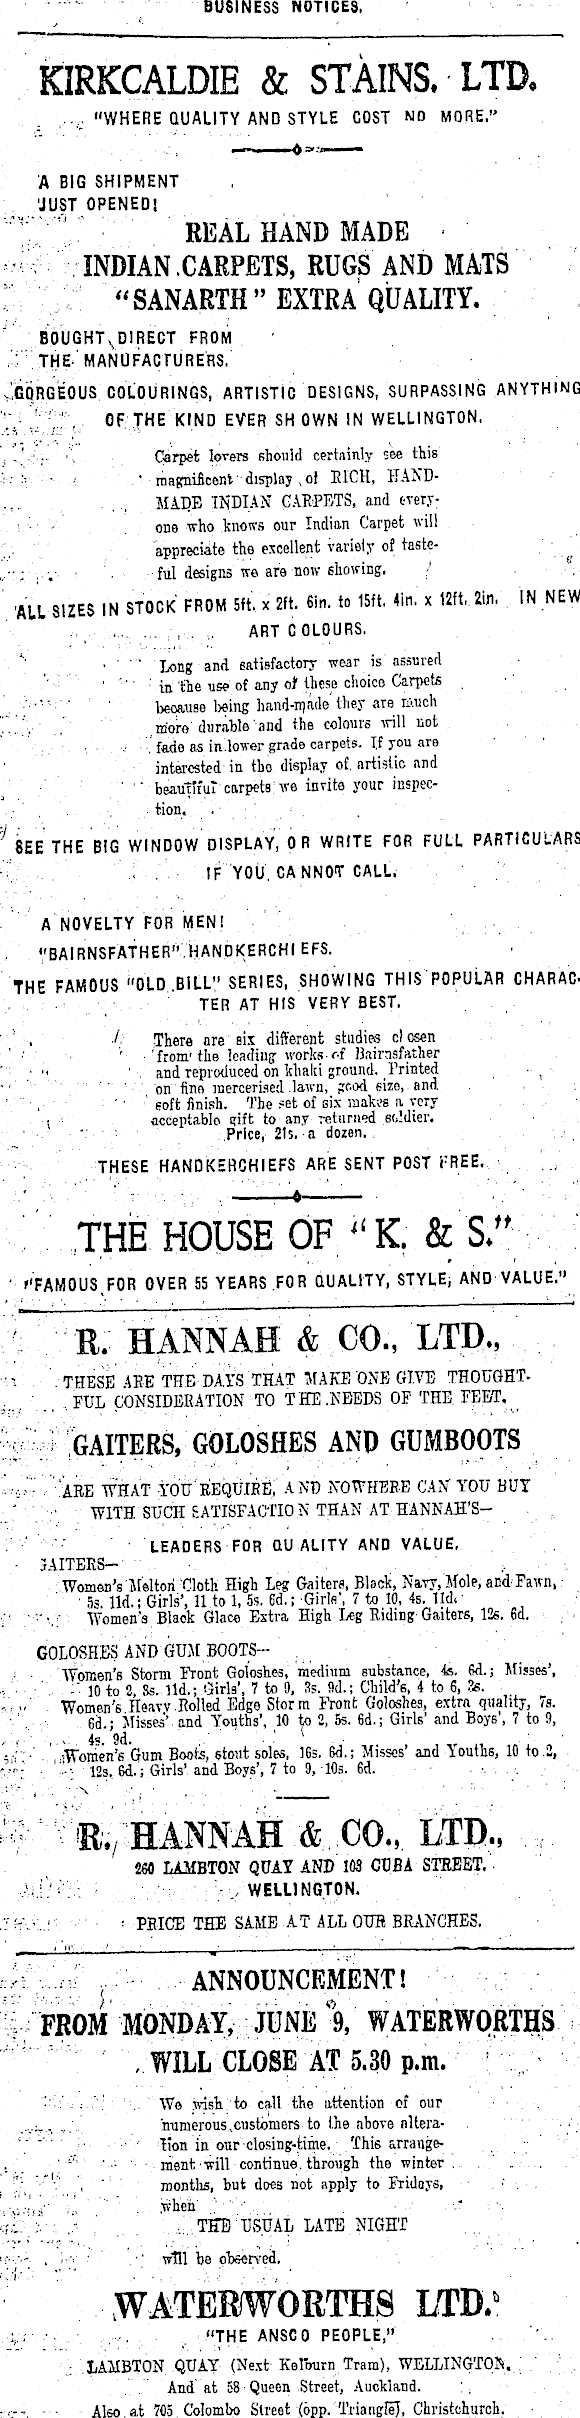 BUSINESS NOTICES.
KIRKCALDIE & STAINS, LTD.
"WHERE QUALITY AND STYLE COST NO MORE."
A BIG SHIPMENT
JUST OPENED!
REAL HAND MADE
INDIAN CARPETS, RUGS AND MATS
"SANARTH" EXTRA QUALITY.
BOUGHT DIRECT FROM
THE MANUFACTURERS.
GORGEOUS COLOURINGS, ARTISTIC DESIGNS, SURPASSING ANYTHING
OF THE KIND EVER SHOWN IN WELLINGTON.
Carpet lovers should certainly see this
magnificent display of RICH, HAND-
MADE INDIAN CARPETS, and every-
one who knows our Indian Carpet will
appreciate the excellent variety of taste-
ful designs we are now showing.
ALL SIZES IN STOCK FROM 5ft. x 2ft. 6in. to 15ft. 4in. x 12ft. 2in. IN NEW
ART COLOURS.
Long and satisfactory wear is assured
in the use of any of these choice Carpets
because being hand-made they are much
more durable and the colours will not
fade as in lower grade carpets. If you are
interested in the display of artistic and
beautiful carpets we invite your inspec-
tion.
SEE THE BIG WINDOW DISPLAY, OR WRITE FOR FULL PARTICULARS
IF YOU CANNOT CALL.
A NOVELTY FOR MEN!
"BAIRNSFATHER" HANDKERCHIEFS.
THE FAMOUS "OLD BILL" SERIES, SHOWING THIS POPULAR CHARAC-
TER AT HIS VERY BEST.
There are six different studies chosen
from the leading works of Bairnsfather
and reproduced on khaki ground. Printed
on fine mercerised lawn, good size, and
soft finish. The set of six makes a very
acceptable gift to any returned soldier.
Price, 21s. a dozen.
THESE HANDKERCHIEFS ARE SENT POST FREE.
THE HOUSE OF "K. & S."
"FAMOUS FOR OVER 55 YEARS FOR QUALITY, STYLE, AND VALUE."
R. HANNAH & CO., LTD.,
THESE ARE THE DAYS THAT MAKE ONE GIVE THOUGHT-
FUL CONSIDERATION TO THE NEEDS OF THE FEET.
GAITERS, GOLOSHES AND GUMBOOTS
ARE WHAT YOU REQUIRE, AND NOWHERE CAN YOU BUY
WITH SUCH SATISFACTION THAN AT HANNAH'S—
LEADERS FOR QUALITY AND VALUE.
GAITERS—
Women's Melton Cloth High Leg Gaiters, Black, Navy, Mole, and Fawn,
5s. 11d.; Girls', 11 to 1, 5s. 6d.; Girls', 7 to 10, 4s. 11d.
Women's Black Glace Extra High Leg Riding Gaiters, 12s. 6d.
GOLOSHES AND GUM BOOTS—
Women's Storm Front Goloshes, medium substance, 4s. 6d.; Misses',
10 to 2, 3s. 11d.; Girls', 7 to 9, 3s. 9d.; Child's, 4 to 6, 3s.
Women's Heavy Rolled Edge Storm Front Goloshes, extra quality, 7s.
6d.; Misses' and Youths', 10 to 2, 5s. 6d.; Girls' and Boys', 7 to 9,
4s. 9d.
Women's Gum Boots, stout soles, 16s. 6d.; Misses' and Youths, 10 to 2,
12s. 6d.; Girls' and Boys', 7 to 9, 10s. 6d.
R. HANNAH & CO., LTD.,
260 LAMBTON QUAY AND 103 CUBA STREET,
WELLINGTON.
PRICE THE SAME AT ALL OUR BRANCHES.
ANNOUNCEMENT!
FROM MONDAY, JUNE 9, WATERWORTHS
WILL CLOSE AT 5.30 p.m.
We wish to call the attention of our
numerous customers to the above altera-
tion in our closing-time. This arrange-
ment will continue through the winter
months, but does not apply to Fridays,
when
THE USUAL LATE NIGHT
will be observed.
WATERWORTHS LTD.
"THE ANSCO PEOPLE,"
LAMBTON QUAY (Next Kelburn Tram), WELLINGTON.
And at 58 Queen Street, Auckland.
Also at 705 Colombo Street (opp. Triangle), Christchurch.